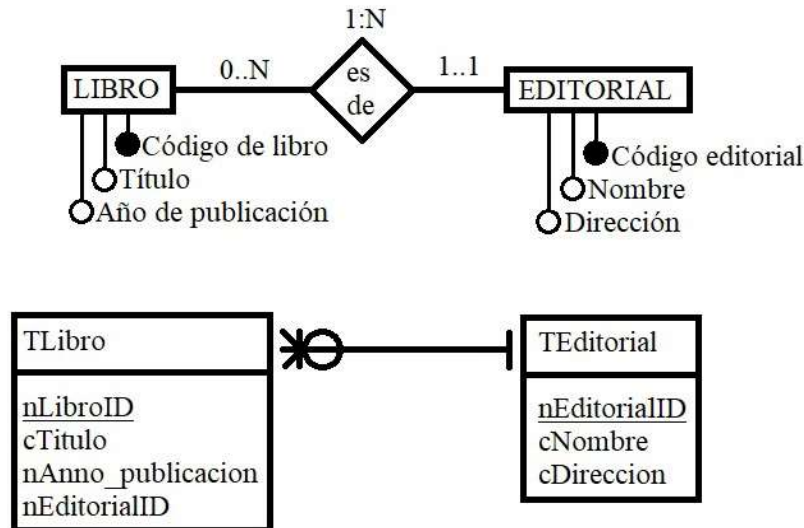 1:N
0..N
es
de
1..1
LIBRO
EDITORIAL
Código de libro
Título
Año de publicación
Código editorial
Nombre
Dirección
TLibro
nLibroID
cTitulo
nAnno_publicacion
nEditorialID
TEditorial
nEditorialID
cNombre
cDireccion